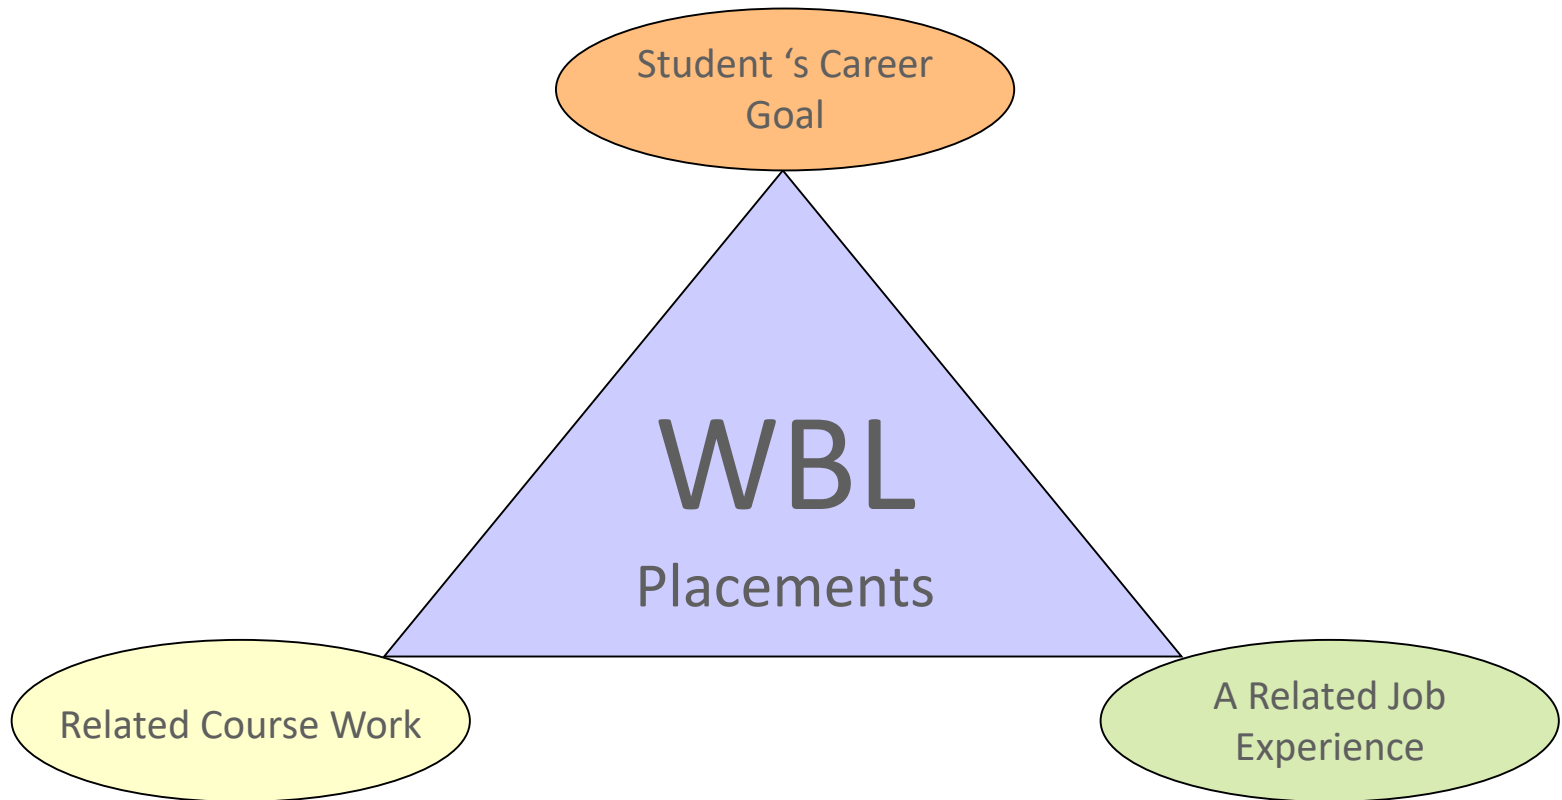 Student ‘s Career
Goal
WBL
Placements
Related Course Work
A Related Job
Experience